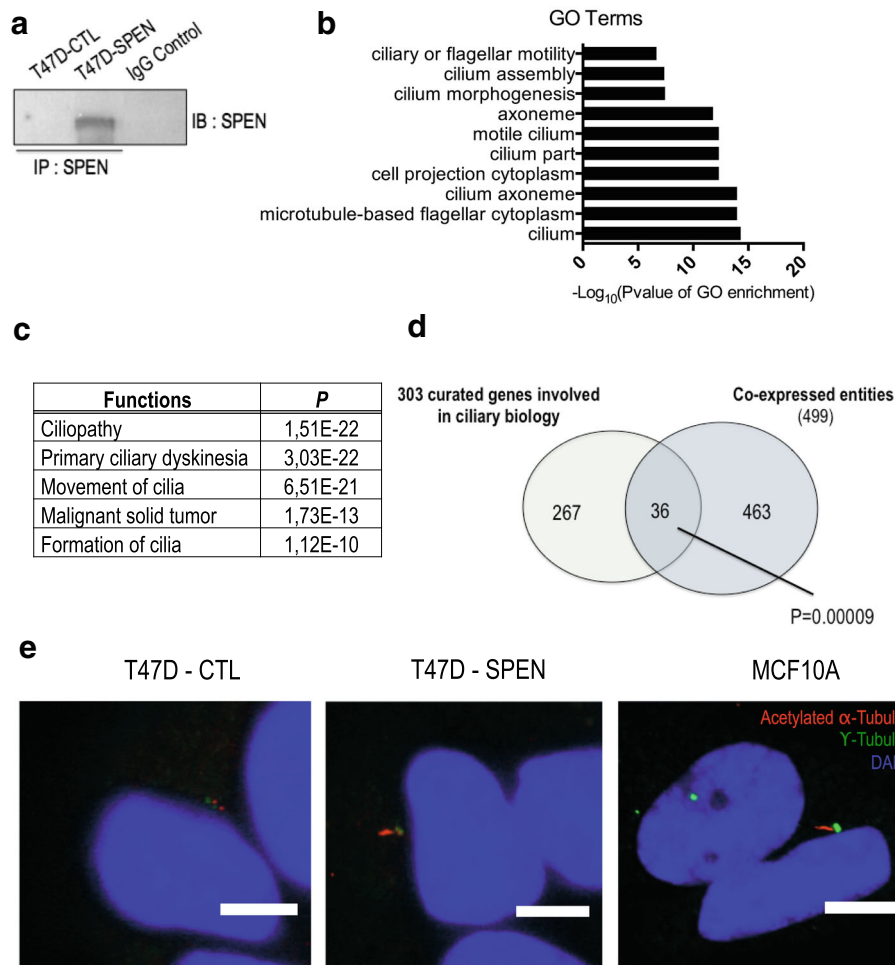 a
T47D-CTL
T47D-SPEN
IgG Control
IB : SPEN
IP : SPEN
b
GO Terms
ciliary or flagellar motility
cilium assembly
cilium morphogenesis
axoneme
motile cilium
cilium part
cell projection cytoplasm
cilium axoneme
microtubule-based flagellar cytoplasm
cilium
0 5 10 15 20
-Log10(Pvalue of GO enrichment)
c
Functions P
Ciliopathy 1,51E-22
Primary ciliary dyskinesia 3,03E-22
Movement of cilia 6,51E-21
Malignant solid tumor 1,73E-13
Formation of cilia 1,12E-10
d
303 curated genes involved
in ciliary biology
Co-expressed entities
(499)
267
36
463
P=0.00009
e
T47D - CTL
T47D - SPEN
MCF10A
Acetylated α-Tubul
ϒ-Tubul
DA